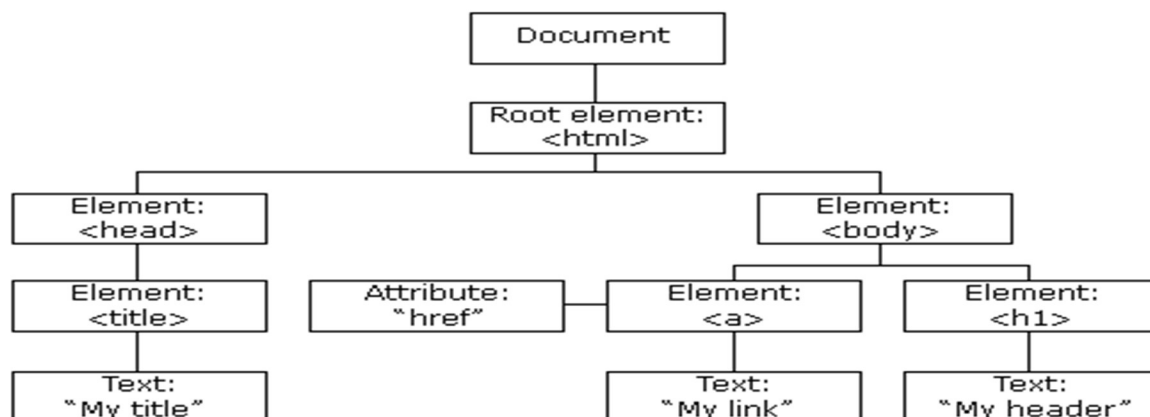 Document
Root element:
<html>
Element:
<head>
Element:
<body>
Element:
<title>
Attribute:
“href”
Element:
<a>
Element:
<h1>
Text:
“My title”
Text:
“My link”
Text:
“My header”